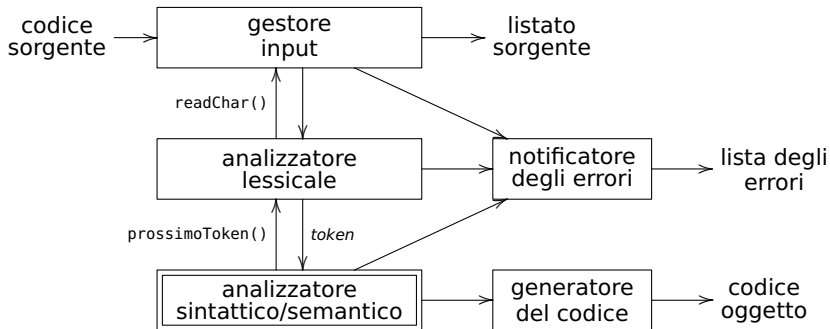 codice
sorgente
gestore
input
listato
sorgente
readChar()
analizzatore
lessicale
notificatore
degli errori
lista degli
errori
prossimoToken()
token
analizzatore
sintattico/semantico
generatore
del codice
codice
oggetto